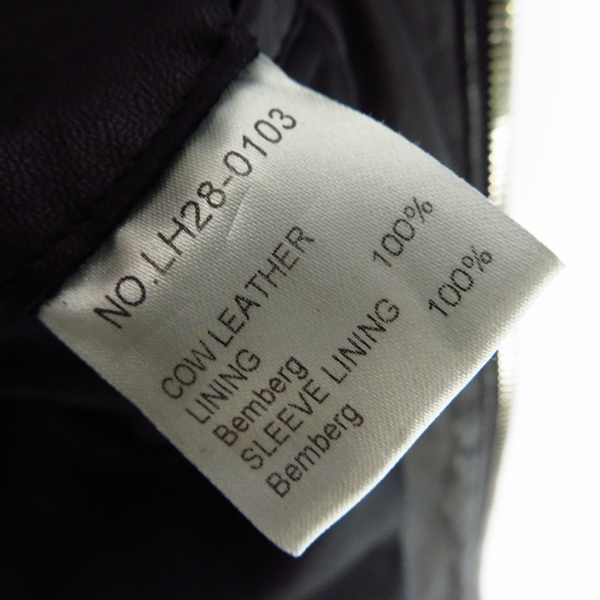 NO.LH28-0103
COW LEATHER
LINING
Bemberg 100%
SLEEVE LINING
Bemberg 100%